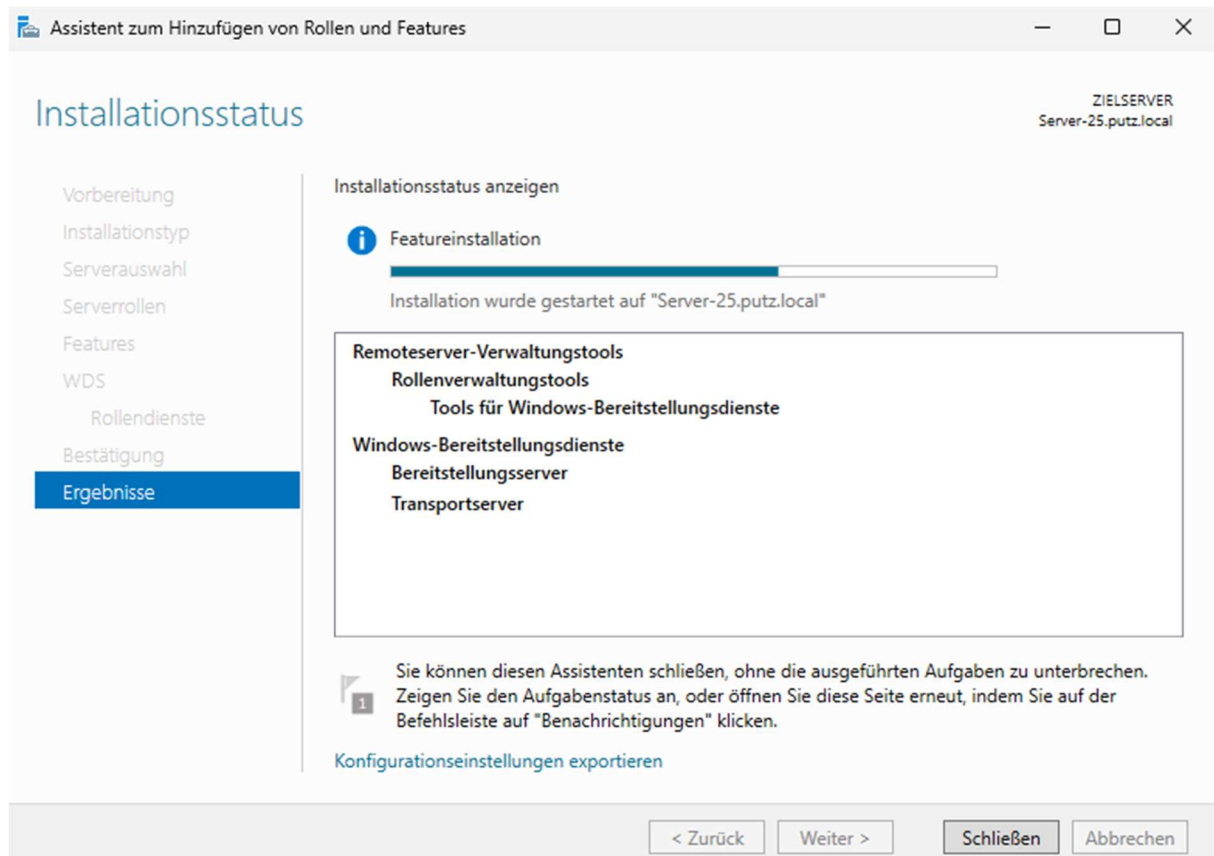 Assistent zum Hinzufügen von Rollen und Features
Installationsstatus
ZIELSERVER
Server-25.putz.local
Vorbereitung
Installationstyp
Serverauswahl
Serverrollen
Features
WDS
Rollendienste
Bestätigung
Ergebnisse
Installationsstatus anzeigen
Featureinstallation
Installation wurde gestartet auf "Server-25.putz.local"
Remoteserver-Verwaltungstools
Rollenverwaltungstools
Tools für Windows-Bereitstellungsdienste
Windows-Bereitstellungsdienste
Bereitstellungsserver
Transportserver
1
Sie können diesen Assistenten schließen, ohne die ausgeführten Aufgaben zu unterbrechen.
Zeigen Sie den Aufgabenstatus an, oder öffnen Sie diese Seite erneut, indem Sie auf der
Befehlsleiste auf "Benachrichtigungen" klicken.
Konfigurationseinstellungen exportieren
< Zurück
Weiter >
Schließen
Abbrechen